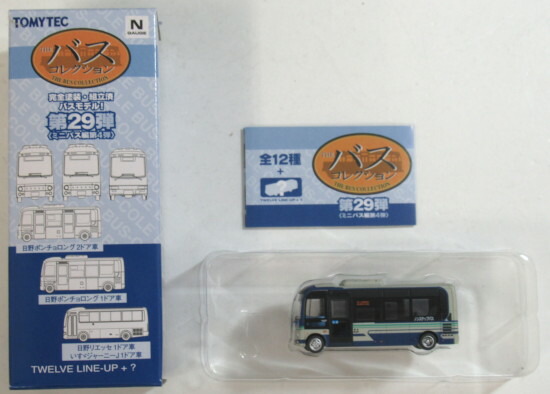 TOMYTEC
N
GAUGE
THE
バス
コレクション
THE BUS COLLECTION
完全塗装・組立済
バスモデル!
第29弾
〈ミニバス編第4弾〉
日野ポンチョロング 2ドア車
日野ポンチョロング 1ドア車
日野リエッセ 1ドア車
いすゞジャーニーJ 1ドア車
TWELVE LINE-UP + ?
全12種
+
TWELVE LINE-UP + 1
THE
バス
コレクション
THE BUS COLLECTION
第29弾
〈ミニバス編第4弾〉